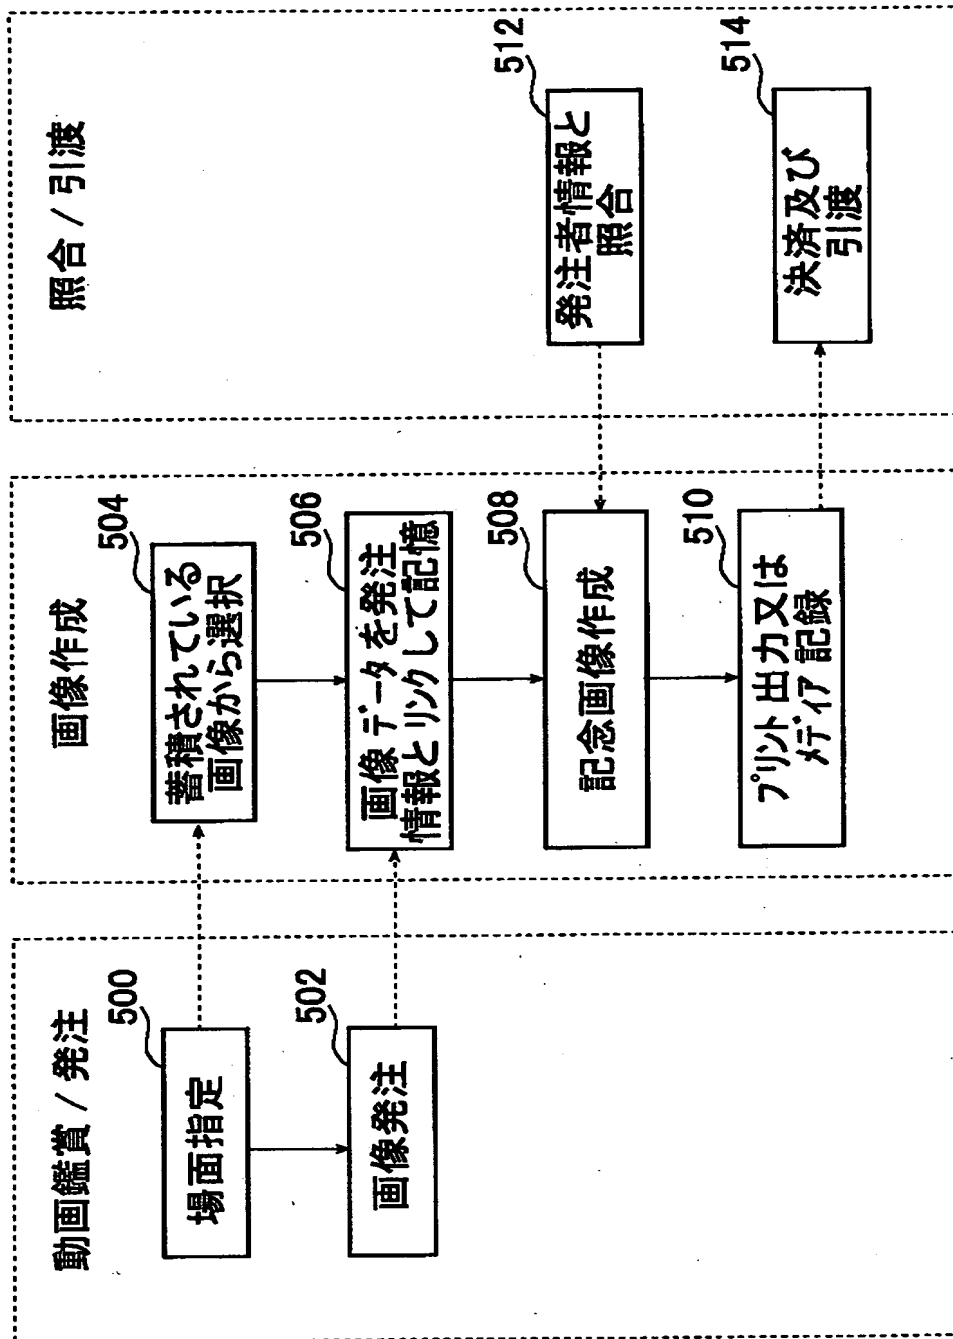 動画鑑賞 / 発注
500
場面指定
502
画像発注
画像作成
504
蓄積されている
画像から選択
506
画像データを発注
情報とリンクして記憶
508
記念画像作成
510
プリント出力又は
メディア記録
照合 / 引渡
512
発注者情報と
照合
514
決済及び
引渡